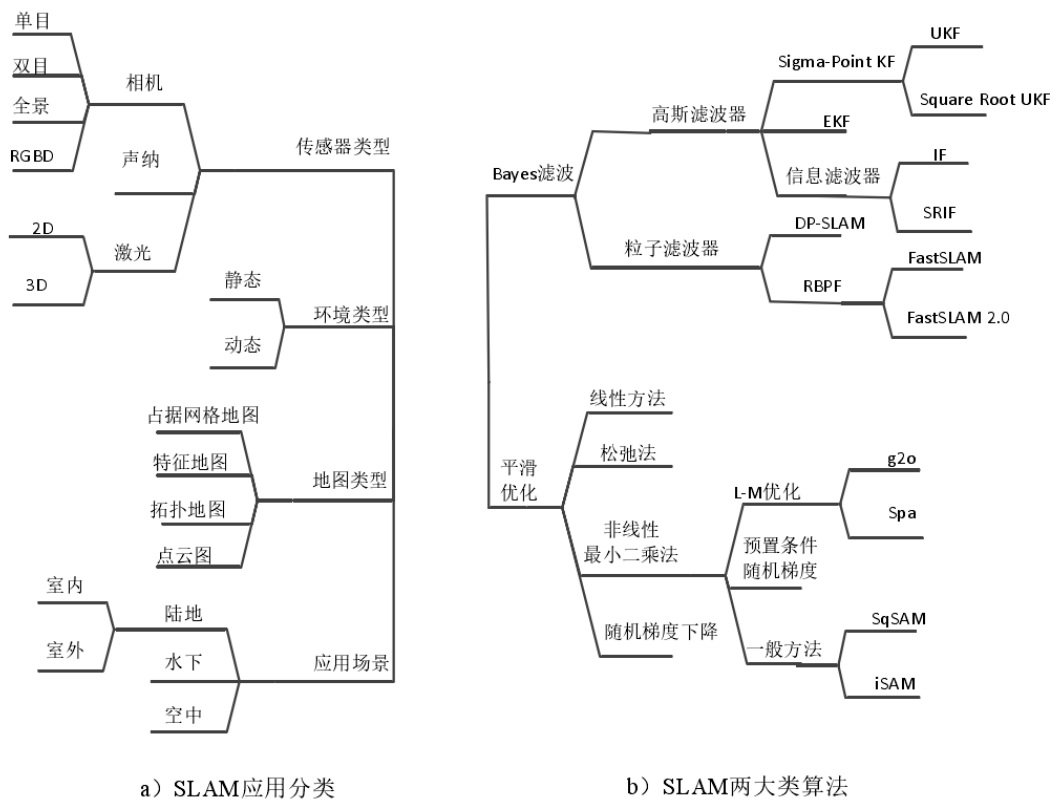 单目
双目
全景
RGBD
相机
声纳
2D
3D
激光
传感器类型
静态
动态
环境类型
占据网格地图
特征地图
拓扑地图
点云图
地图类型
室内
室外
陆地
水下
空中
应用场景
a）SLAM应用分类
Bayes滤波
高斯滤波器
Sigma-Point KF
UKF
Square Root UKF
EKF
信息滤波器
IF
SRIF
粒子滤波器
DP-SLAM
RBPF
FastSLAM
FastSLAM 2.0
平滑
优化
线性方法
松弛法
非线性
最小二乘法
L-M优化
g2o
Spa
预置条件
随机梯度
一般方法
SqSAM
iSAM
随机梯度下降
b）SLAM两大类算法